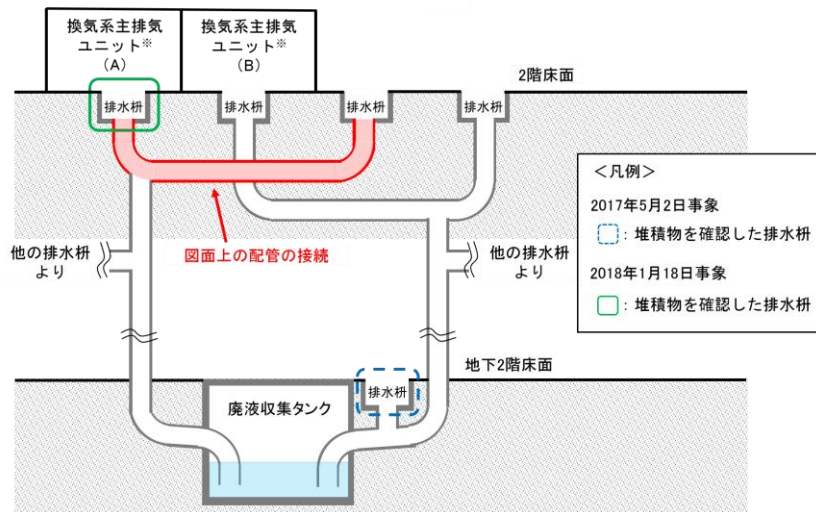 換気系主排気
ユニット※
(A)
換気系主排気
ユニット※
(B)
2階床面
排水枡
排水枡
排水枡
排水枡
<凡例>
2017年5月2日事象
：堆積物を確認した排水枡
2018年1月18日事象
：堆積物を確認した排水枡
図面上の配管の接続
他の排水枡
より
他の排水枡
より
地下2階床面
排水枡
廃液収集タンク